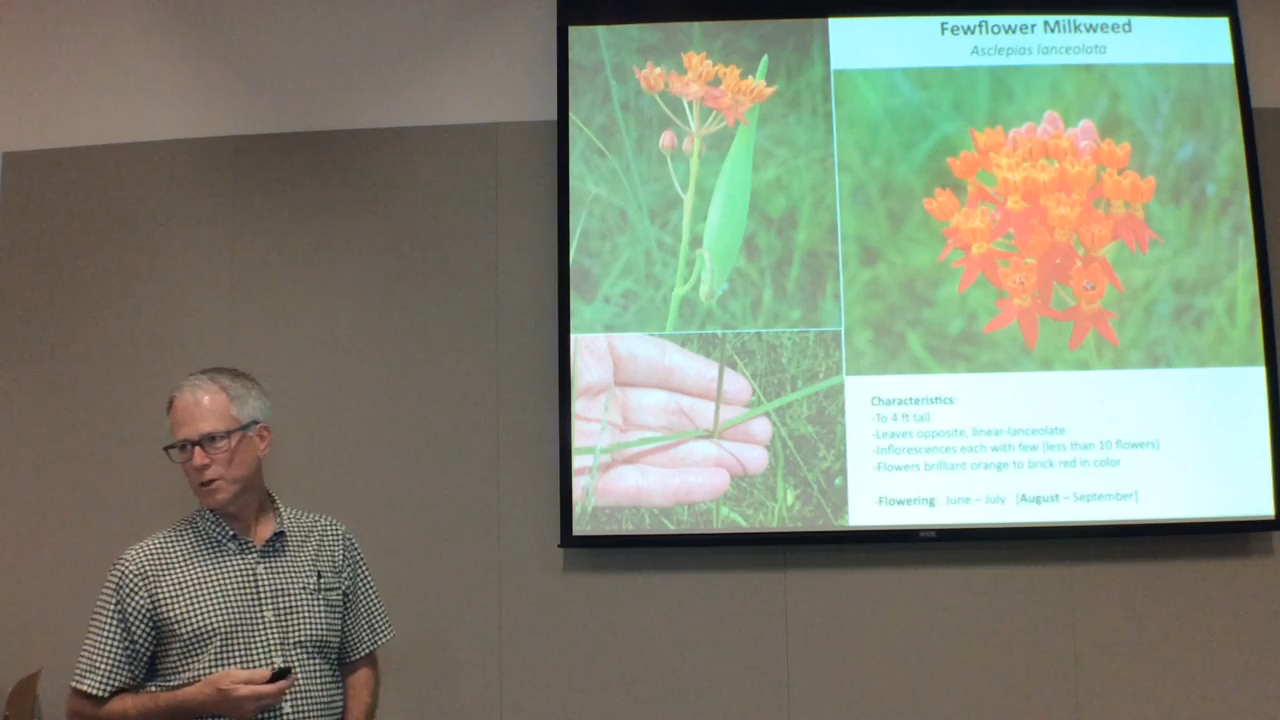 Fewflower Milkweed
Asclepias lanceolata
Characteristics
-To 4 ft tall
-Leaves opposite, linear-lanceolate
-Inflorescences each with few (less than 10 flowers)
-Flowers brilliant orange to brick red in color
-Flowering: June – July [August – September]